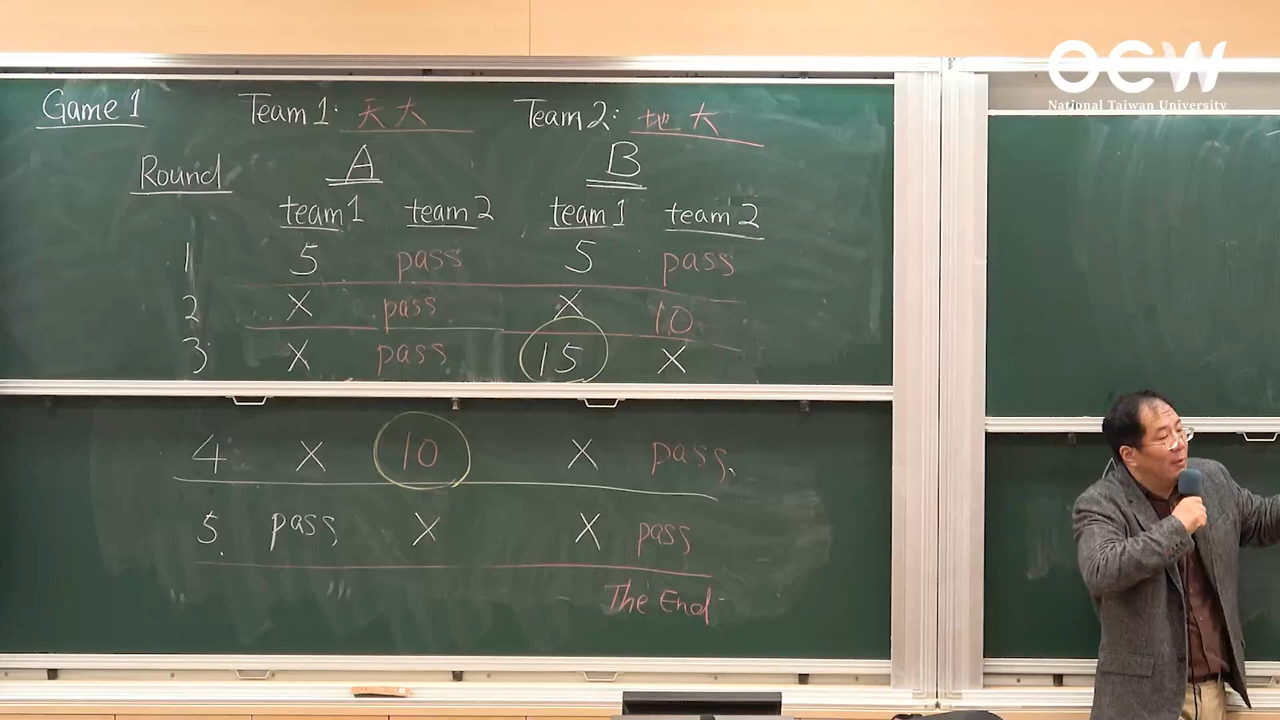 OCW
National Taiwan University
Game 1 Team 1: 天大 Team 2: 地大
Round A B
team 1 team 2 team 1 team 2
1 5 pass 5 pass
2 X pass X 10
3 X pass 15 X
4 X 10 X pass
5. pass X X pass
The End